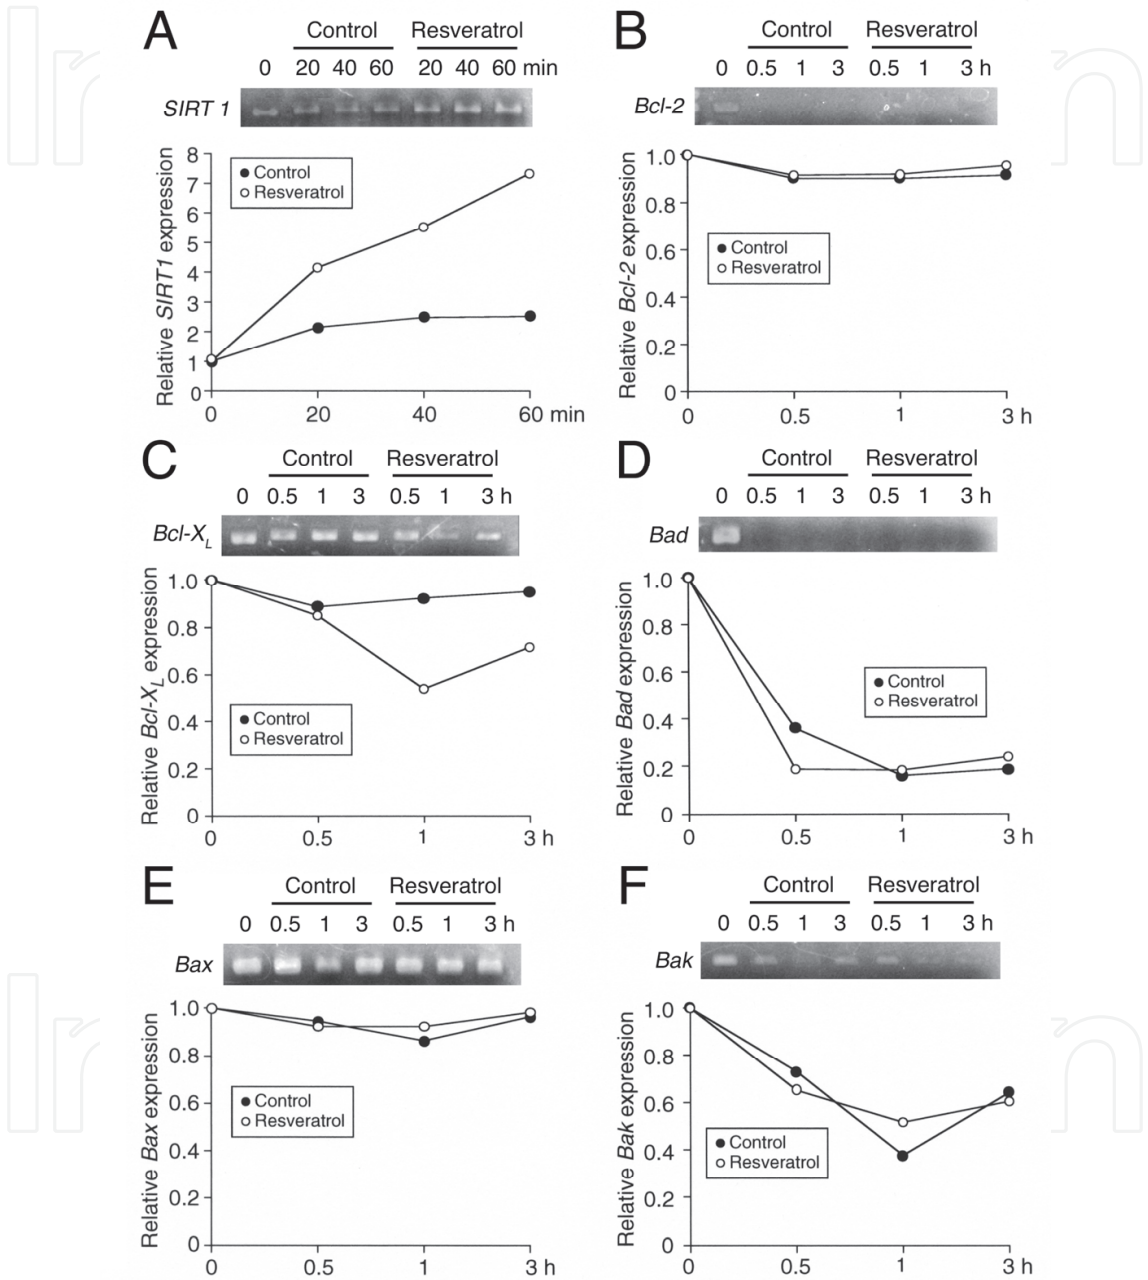 A
Control Resveratrol
0 20 40 60 20 40 60 min
SIRT 1
8
7
6
5
4
3
2
1
0
Relative SIRT1 expression
Control
Resveratrol
0 20 40 60 min
B
Control Resveratrol
0 0.5 1 3 0.5 1 3 h
Bcl-2
1.0
0.8
0.6
0.4
0.2
0
Relative Bcl-2 expression
Control
Resveratrol
0 0.5 1 3 h
C
Control Resveratrol
0 0.5 1 3 0.5 1 3 h
Bcl-XL
1.0
0.8
0.6
0.4
0.2
0
Relative Bcl-XL expression
Control
Resveratrol
0 0.5 1 3 h
D
Control Resveratrol
0 0.5 1 3 0.5 1 3 h
Bad
1.0
0.8
0.6
0.4
0.2
0
Relative Bad expression
Control
Resveratrol
0 0.5 1 3 h
E
Control Resveratrol
0 0.5 1 3 0.5 1 3 h
Bax
1.0
0.8
0.6
0.4
0.2
0
Relative Bax expression
Control
Resveratrol
0 0.5 1 3 h
F
Control Resveratrol
0 0.5 1 3 0.5 1 3 h
Bak
1.0
0.8
0.6
0.4
0.2
0
Relative Bak expression
Control
Resveratrol
0 0.5 1 3 h